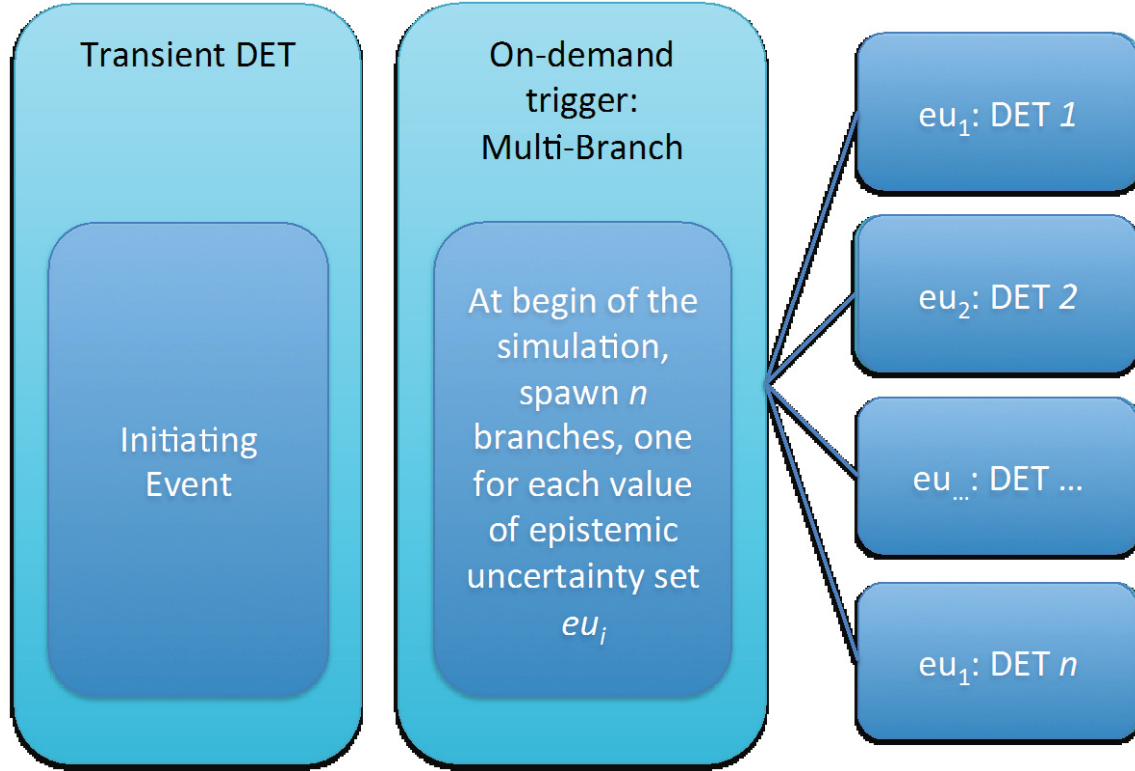 Transient DET
Initiating
Event
On-demand
trigger:
Multi-Branch
At begin of the
simulation,
spawn n
branches, one
for each value
of epistemic
uncertainty set
euᵢ
eu₁: DET 1
eu₂: DET 2
eu...: DET ...
eu₁: DET n